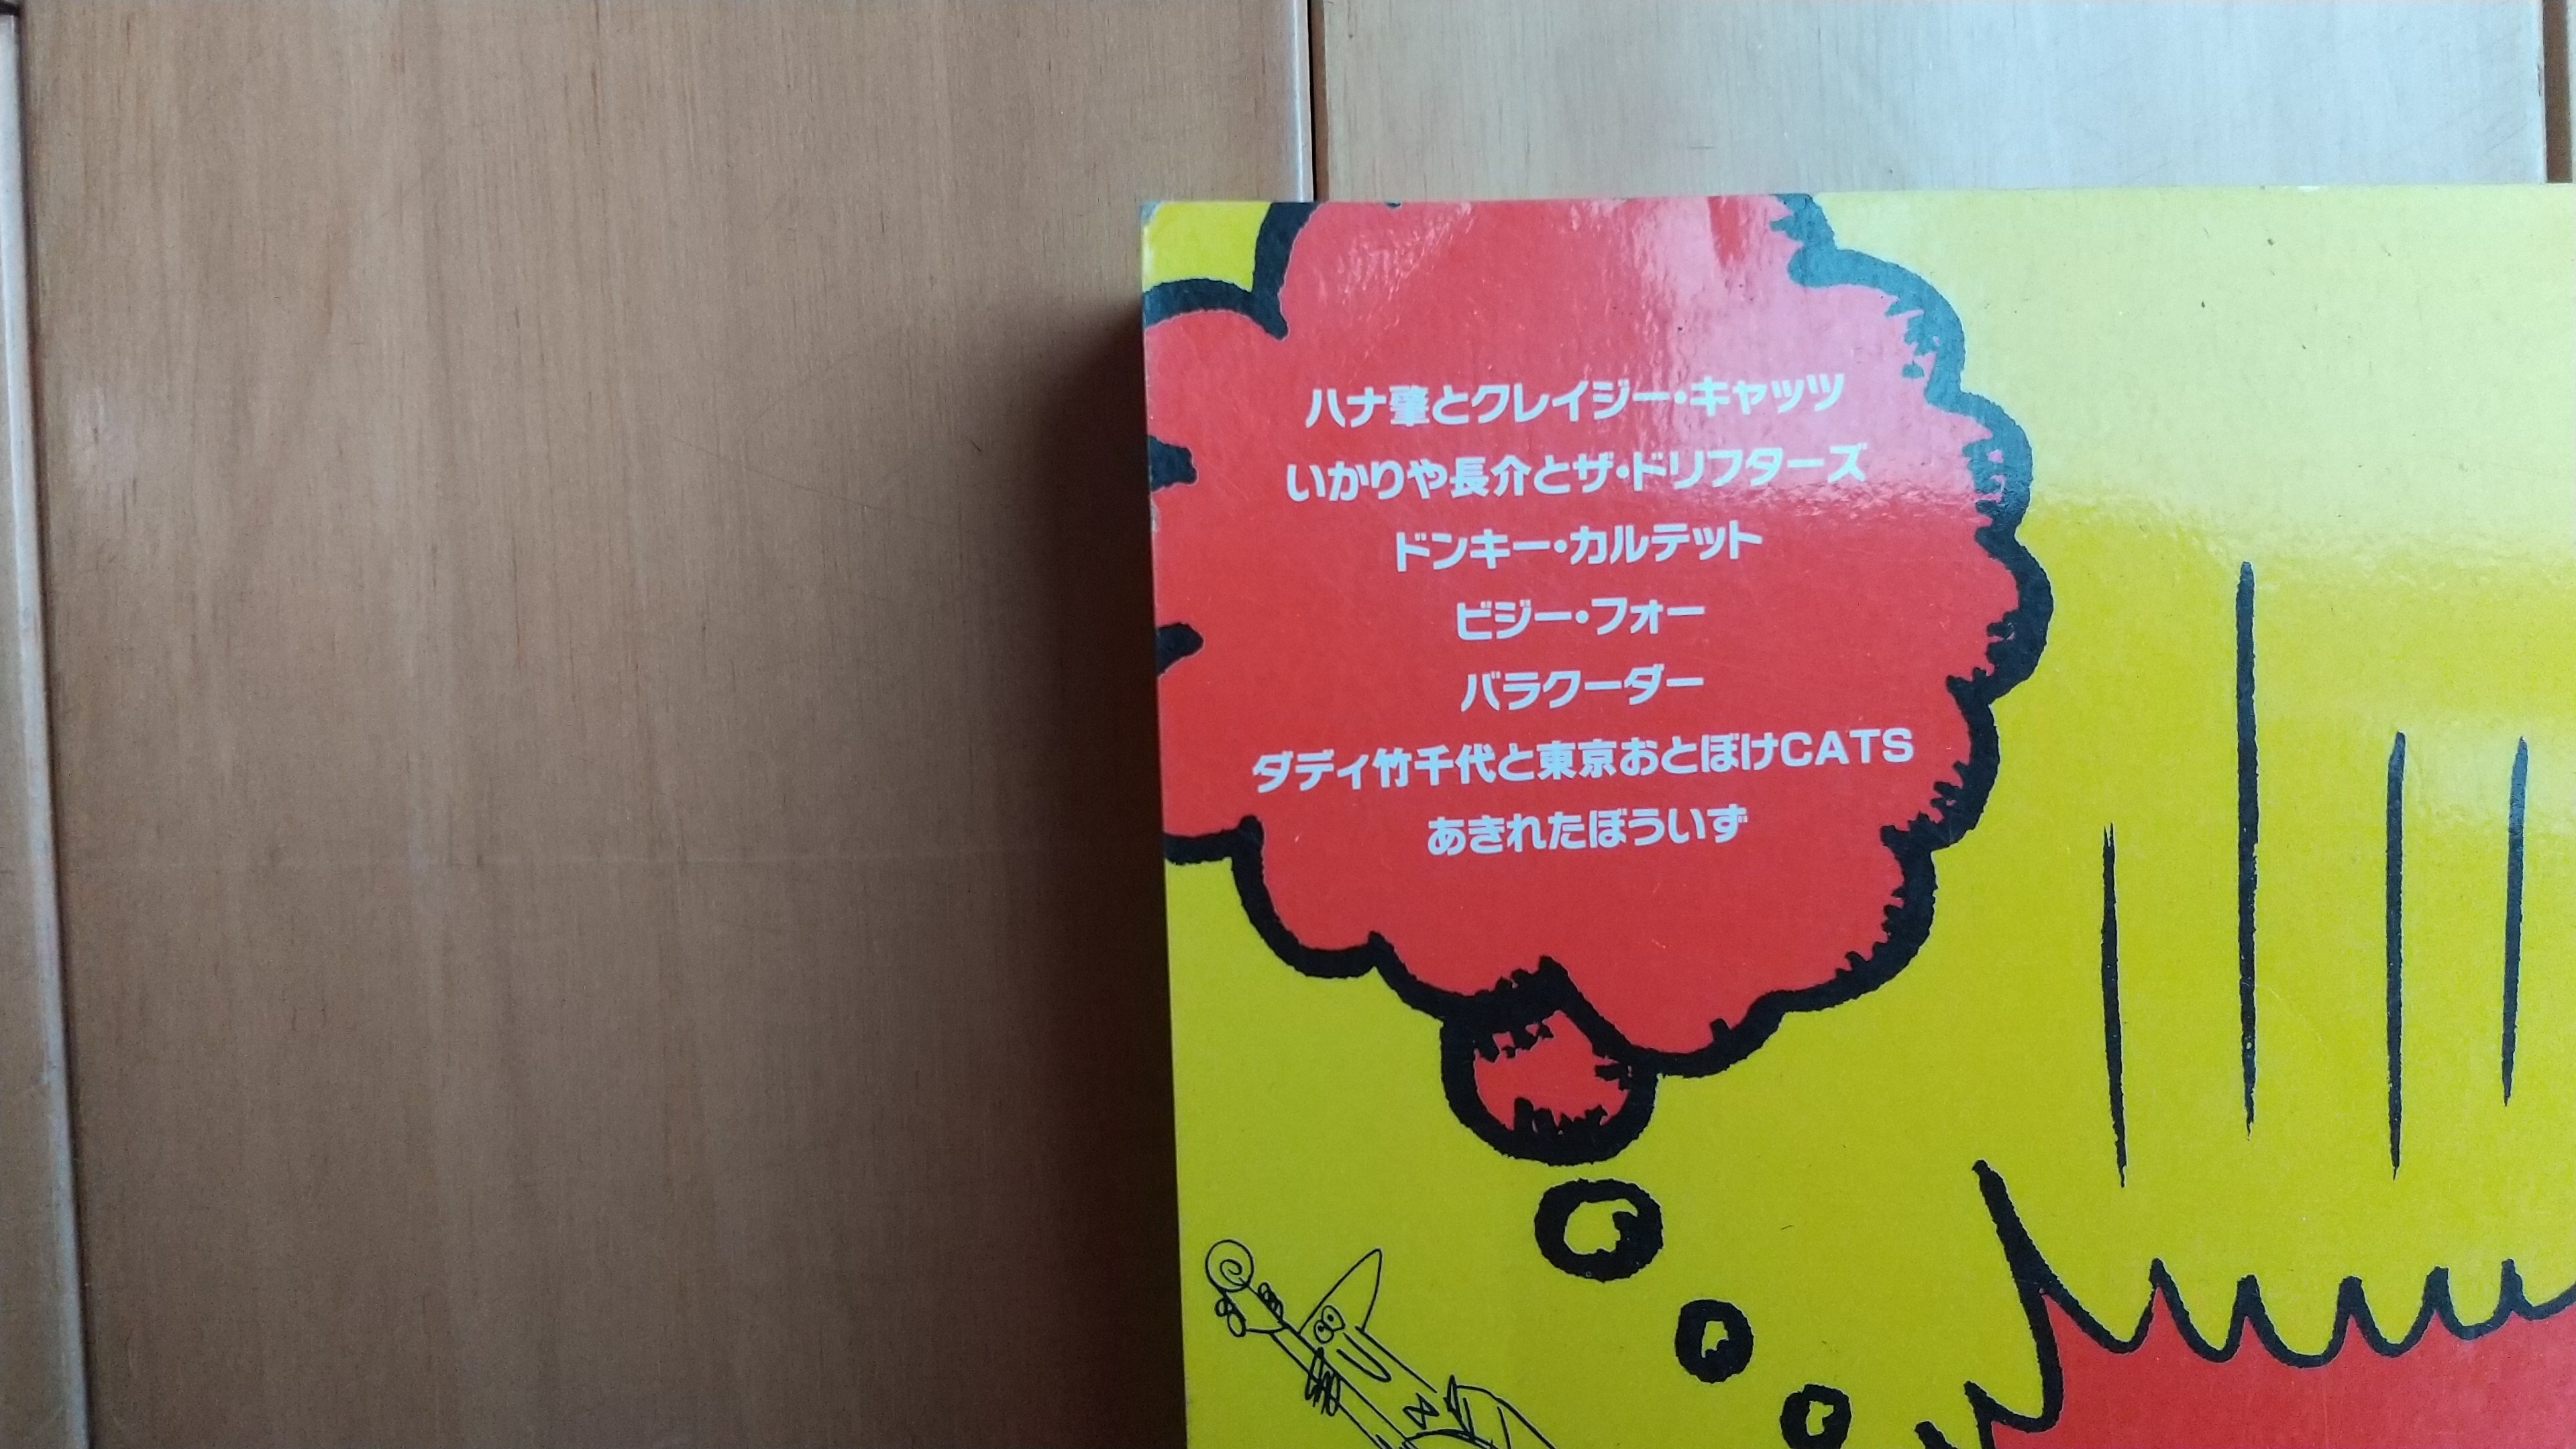 ハナ肇とクレイジー・キャッツ
いかりや長介とザ・ドリフターズ
ドンキー・カルテット
ビジー・フォー
バラクーダー
ダディ竹千代と東京おとぼけCATS
あきれたぼういず